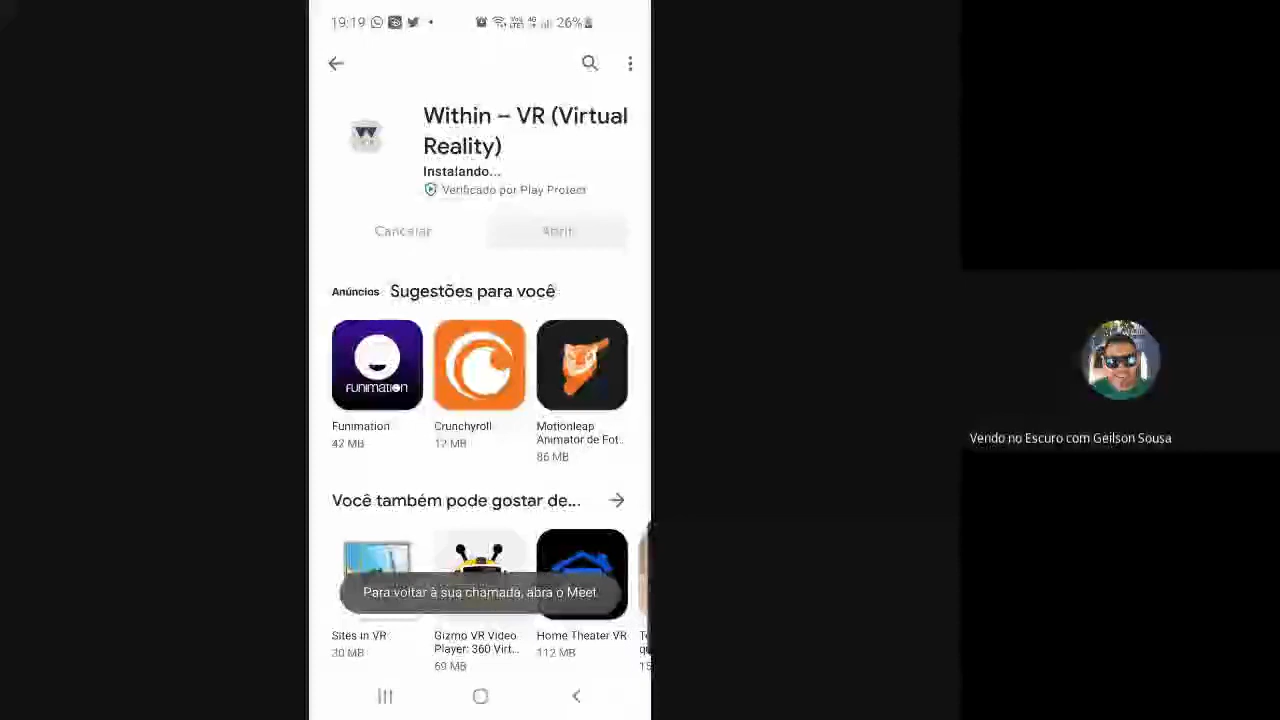 19:19 26%
Within – VR (Virtual
Reality)
Instalando...
Verificado por Play Protect
Cancelar Abrir
Anúncios Sugestões para você
FUNIMATION
Funimation Crunchyroll Motionleap
Animator de Fot..
42 MB 12 MB
86 MB
Você também pode gostar de...
Para voltar à sua chamada, abra o Meet
Sites in VR Gizmo VR Video Home Theater VR
Player: 360 Virt...
30 MB 112 MB
69 MB
Vendo no Escuro com Geilson Sousa